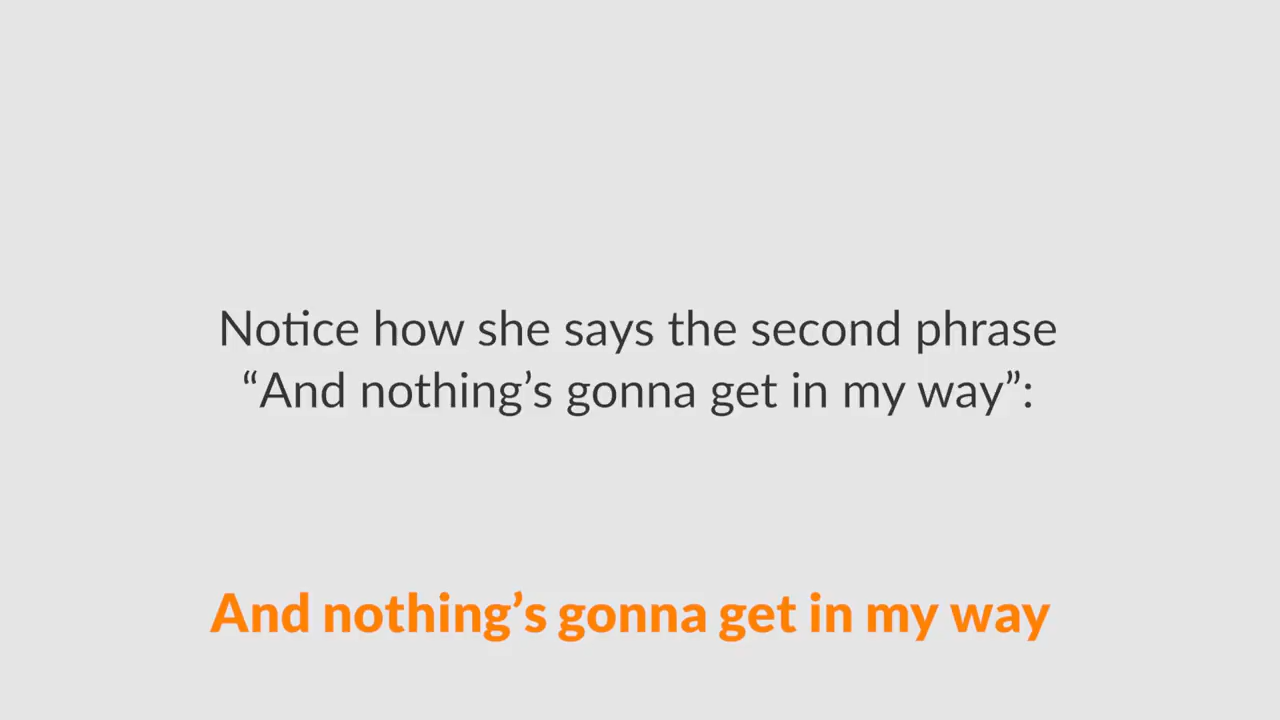 Notice how she says the second phrase
“And nothing’s gonna get in my way”:
And nothing’s gonna get in my way